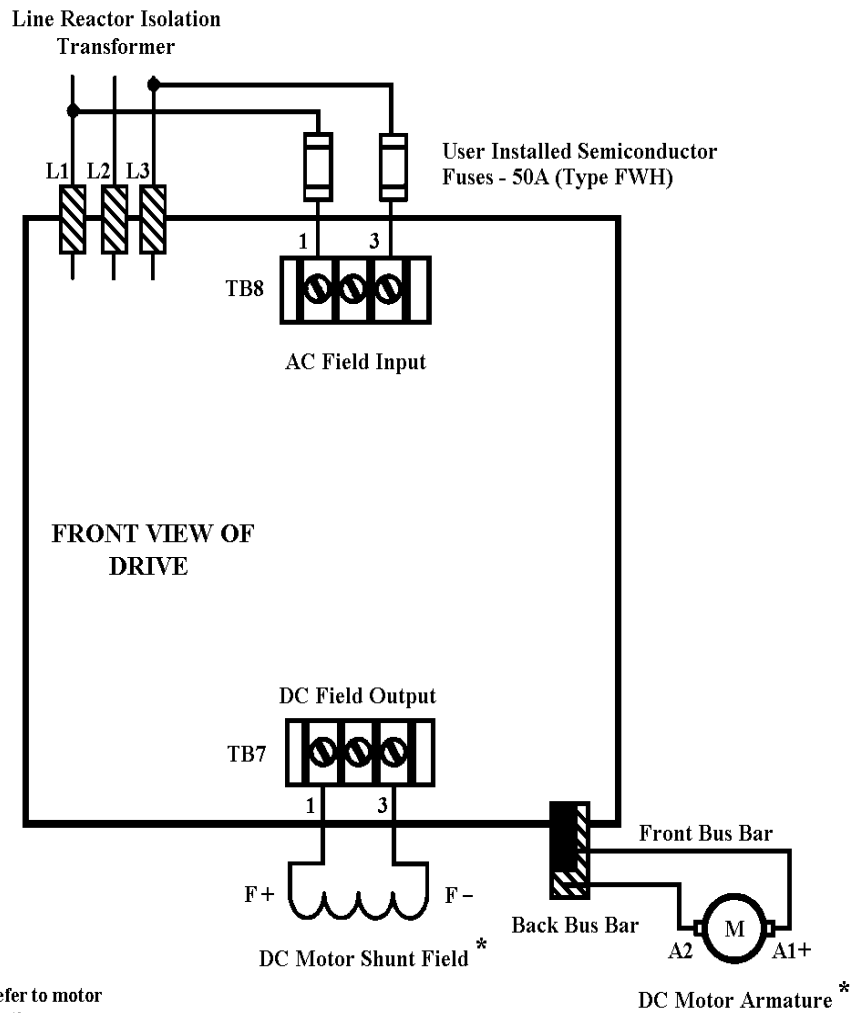 Line Reactor Isolation
Transformer
L1 L2 L3
User Installed Semiconductor
Fuses - 50A (Type FWH)
1 3
TB8
AC Field Input
FRONT VIEW OF
DRIVE
DC Field Output
TB7
1 3
Front Bus Bar
F+ F-
Back Bus Bar
M
A2 A1+
DC Motor Shunt Field *
DC Motor Armature *
to motor